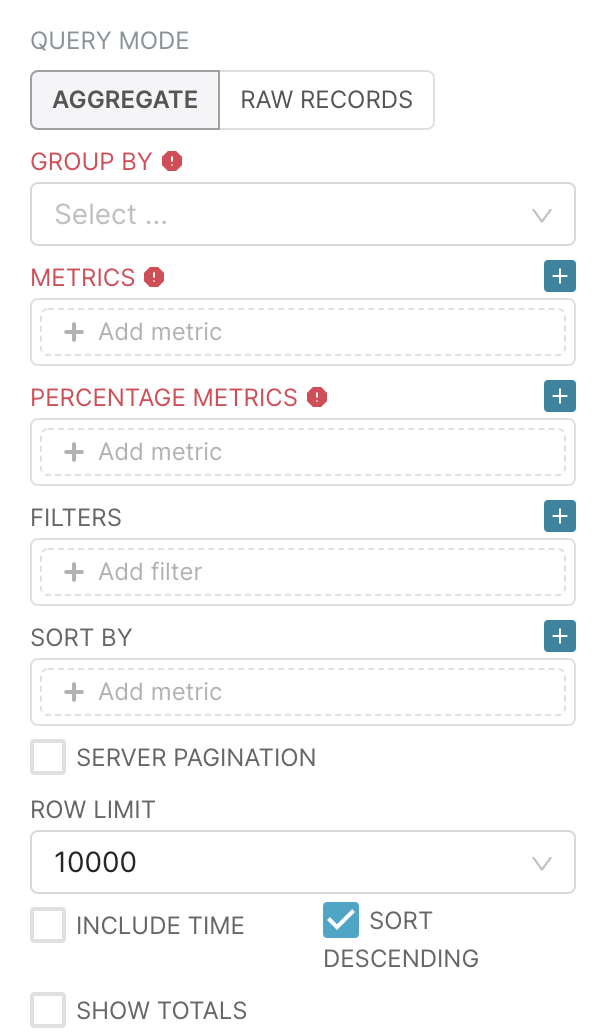 QUERY MODE
AGGREGATE RAW RECORDS
GROUP BY
Select ...
METRICS
Add metric
PERCENTAGE METRICS
Add metric
FILTERS
Add filter
SORT BY
Add metric
SERVER PAGINATION
ROW LIMIT
10000
INCLUDE TIME
SORT
DESCENDING
SHOW TOTALS